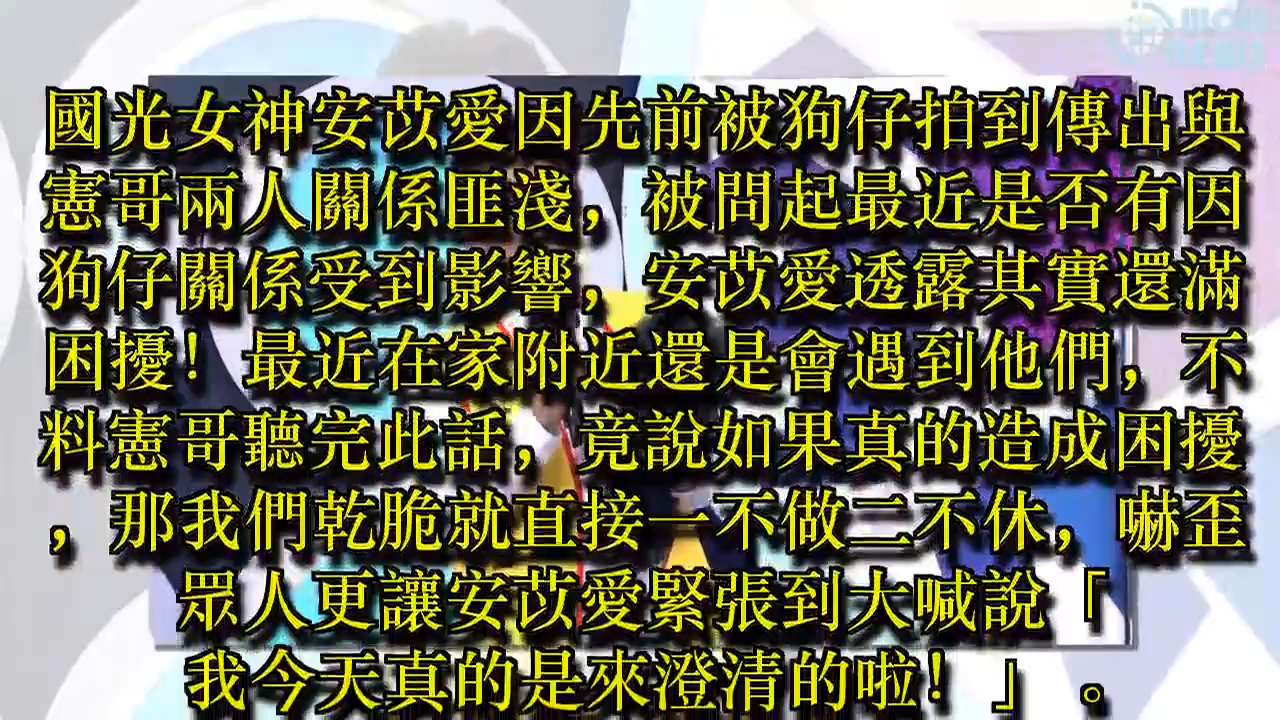 WOW
NEWS
國光女神安苡愛因先前被狗仔拍到傳出與
憲哥兩人關係匪淺，被問起最近是否有因
狗仔關係受到影響，安苡愛透露其實還滿
困擾！最近在家附近還是會遇到他們，不
料憲哥聽完此話，竟說如果真的造成困擾
，那我們乾脆就直接一不做二不休，嚇歪
眾人更讓安苡愛緊張到大喊說「
我今天真的是來澄清的啦！」。